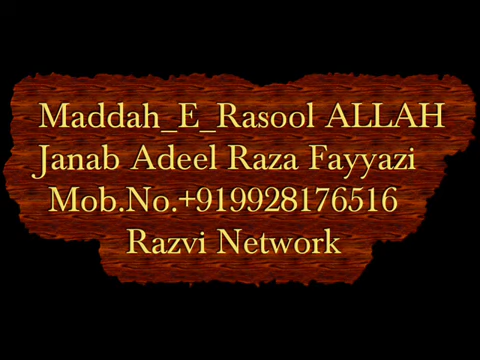 Maddah_E_Rasool ALLAH
Janab Adeel Raza Fayyazi
Mob.No.+919928176516
Razvi Network